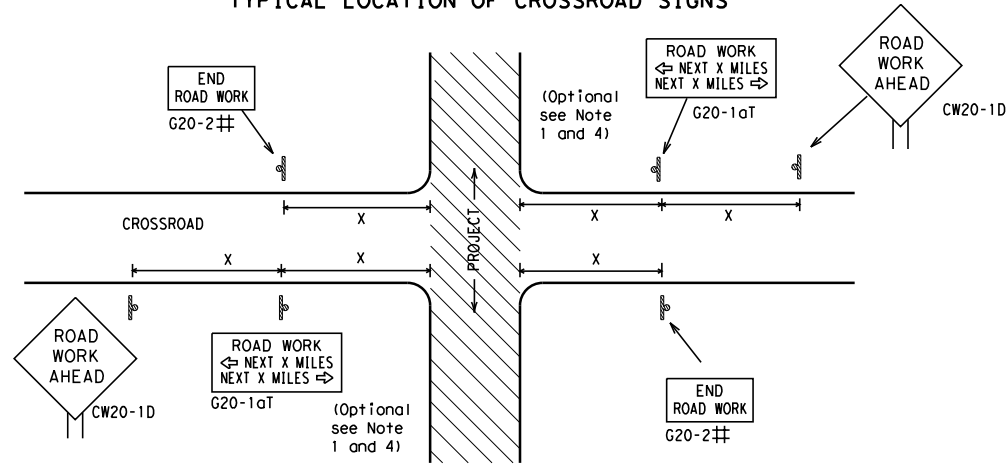 TYPICAL LOCATION OF CROSSROAD SIGNS
END
ROAD WORK
G20-2#
(Optional
see Note
1 and 4)
ROAD WORK
⇦ NEXT X MILES
NEXT X MILES ⇨
G20-1aT
ROAD
WORK
AHEAD
CW20-1D
CROSSROAD
X
X
X
PROJECT
X
X
X
ROAD
WORK
AHEAD
CW20-1D
ROAD WORK
⇦ NEXT X MILES
NEXT X MILES ⇨
G20-1aT
(Optional
see Note
1 and 4)
END
ROAD WORK
G20-2#